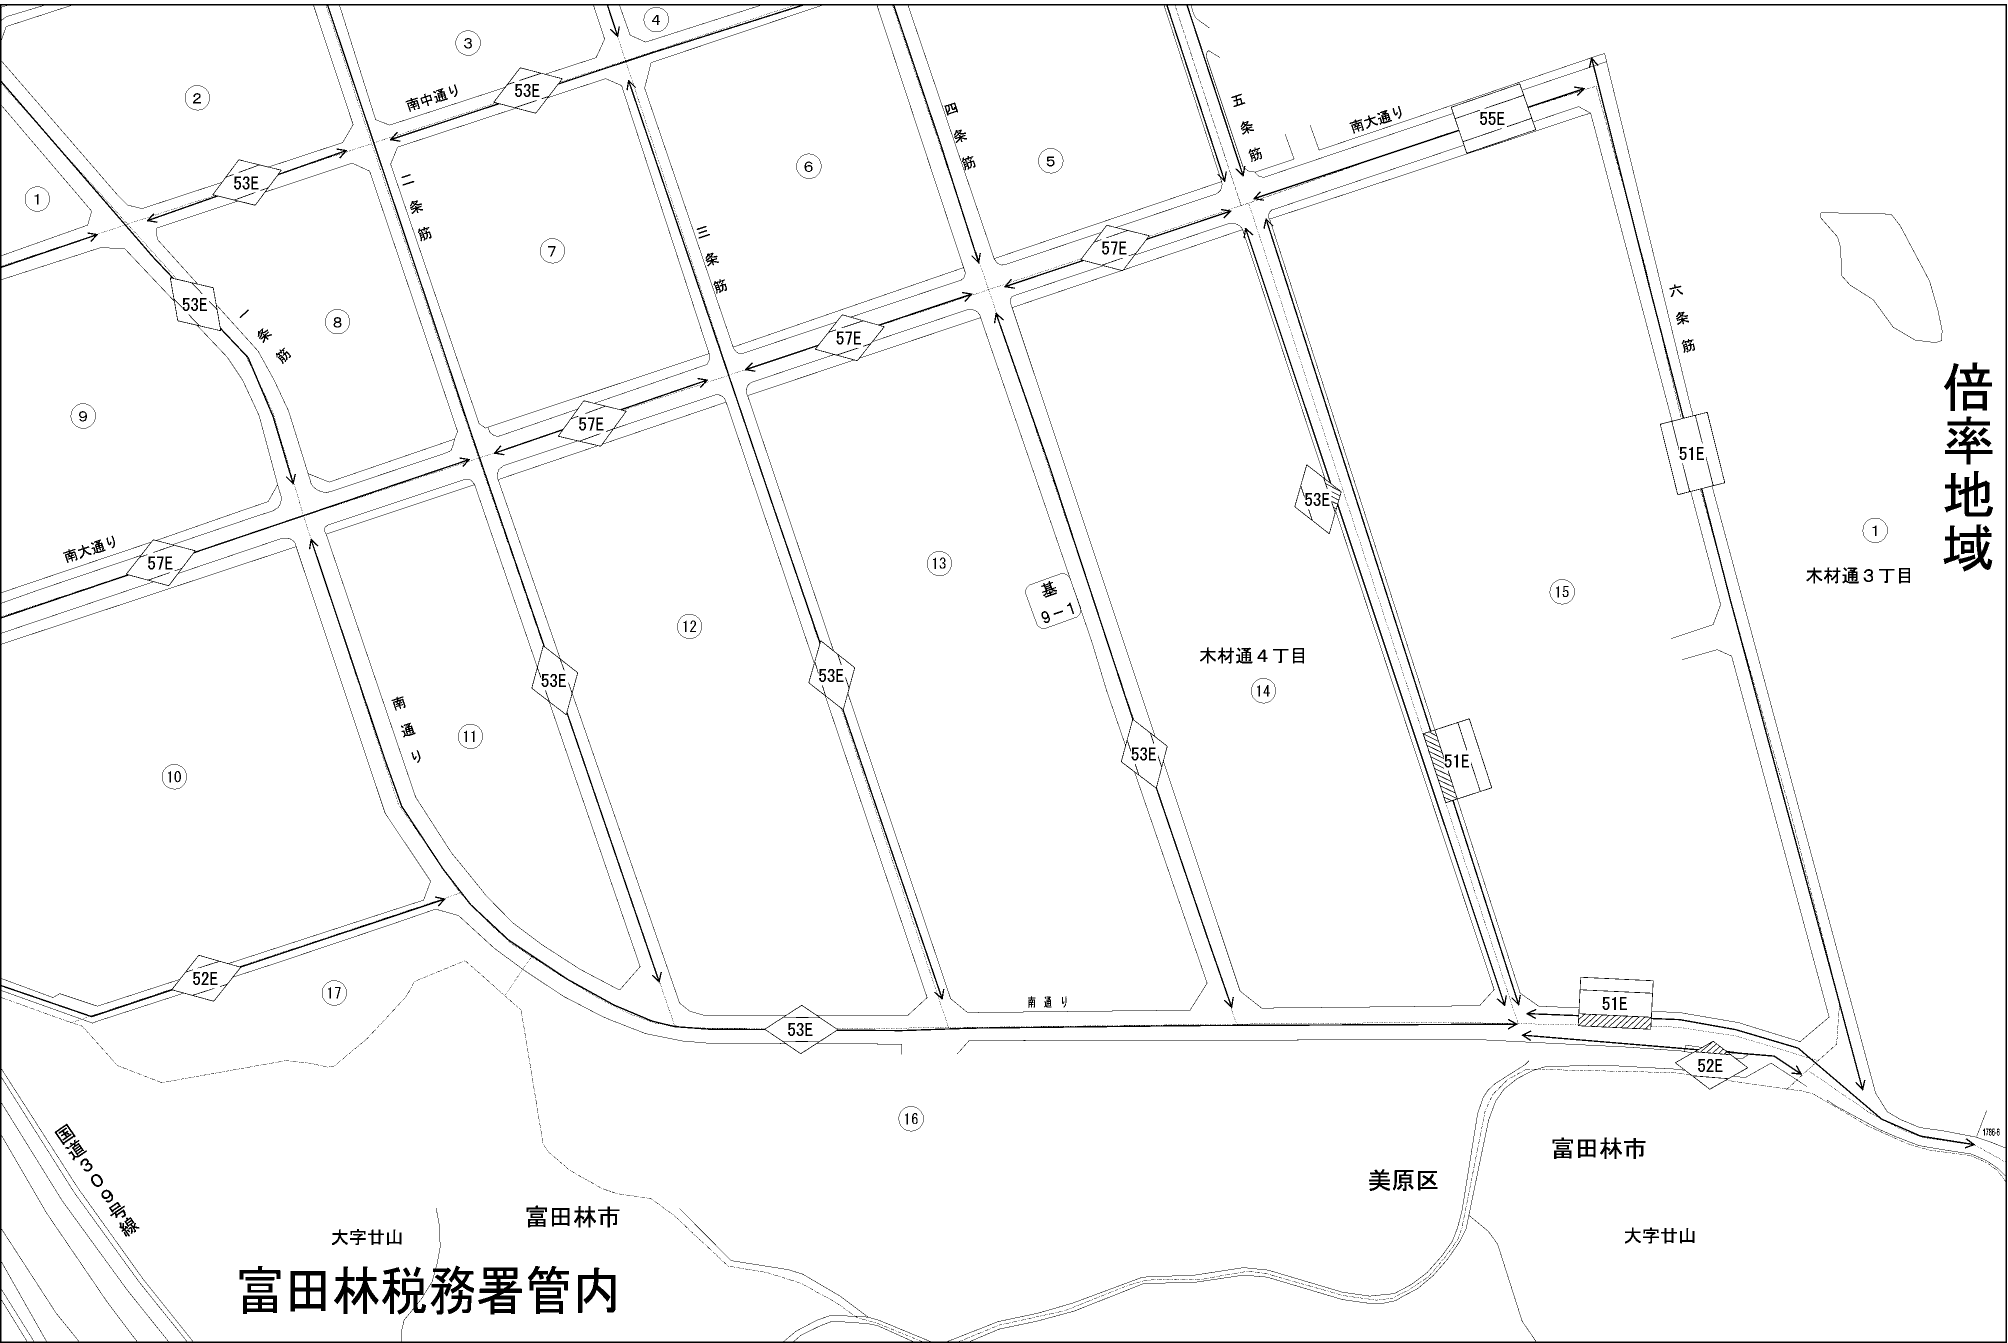 ④
③
②
53E
南中通り
四条筋
五条筋
南大通り
55E
⑥
⑤
53E
①
二条筋
三条筋
57E
⑦
53E
一条筋
⑧
57E
六条筋
倍率地域
⑨
57E
51E
53E
①
南大通り
57E
⑬
木材通3丁目
基
9-1
⑮
⑫
木材通4丁目
53E
53E
⑭
南通り
⑪
53E
51E
⑩
52E
⑰
南通り
51E
53E
52E
⑯
国道309号線
1786-6
富田林市
美原区
富田林市
大字廿山
大字廿山
富田林税務署管内